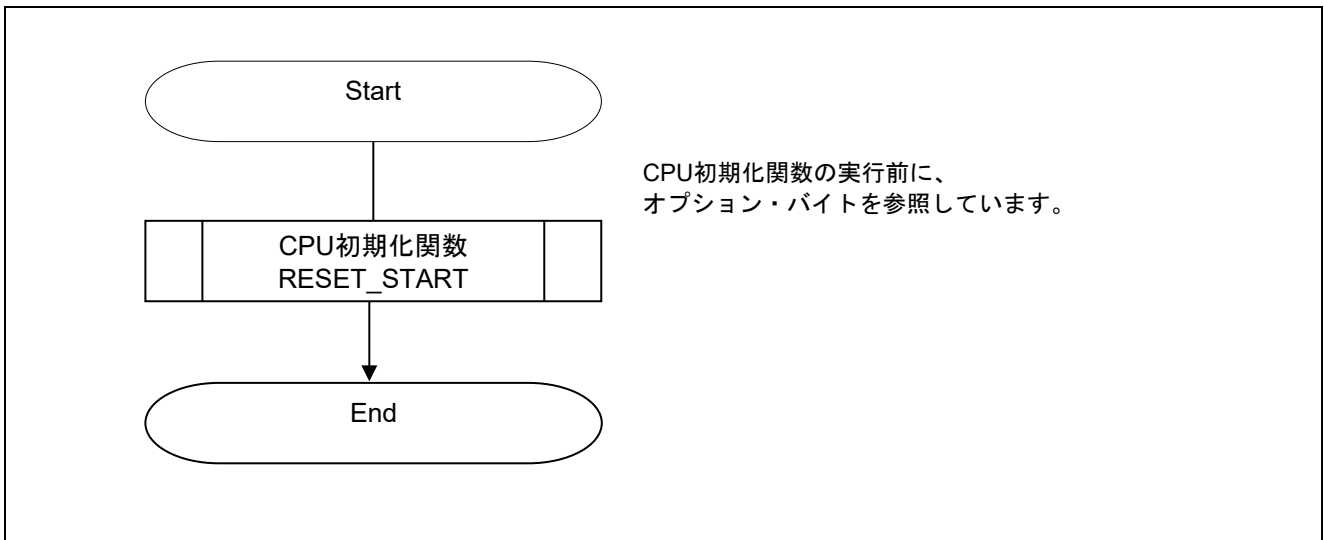 Start
CPU初期化関数の実行前に、
オプション・バイトを参照しています。
CPU初期化関数
RESET_START
End